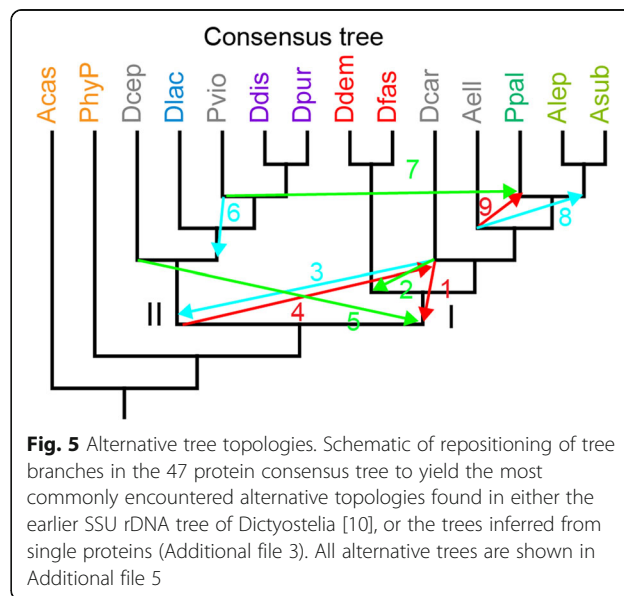 Consensus tree
Acas
PhyP
Dcep
Dlac
Pvio
Ddis
Dpur
Ddem
Dfas
Dcar
Aell
Ppal
Alep
Asub
7
6
9
8
3
2
1
II
4
5
I
Fig. 5 Alternative tree topologies. Schematic of repositioning of tree
branches in the 47 protein consensus tree to yield the most
commonly encountered alternative topologies found in either the
earlier SSU rDNA tree of Dictyostelia [10], or the trees inferred from
single proteins (Additional file 3). All alternative trees are shown in
Additional file 5